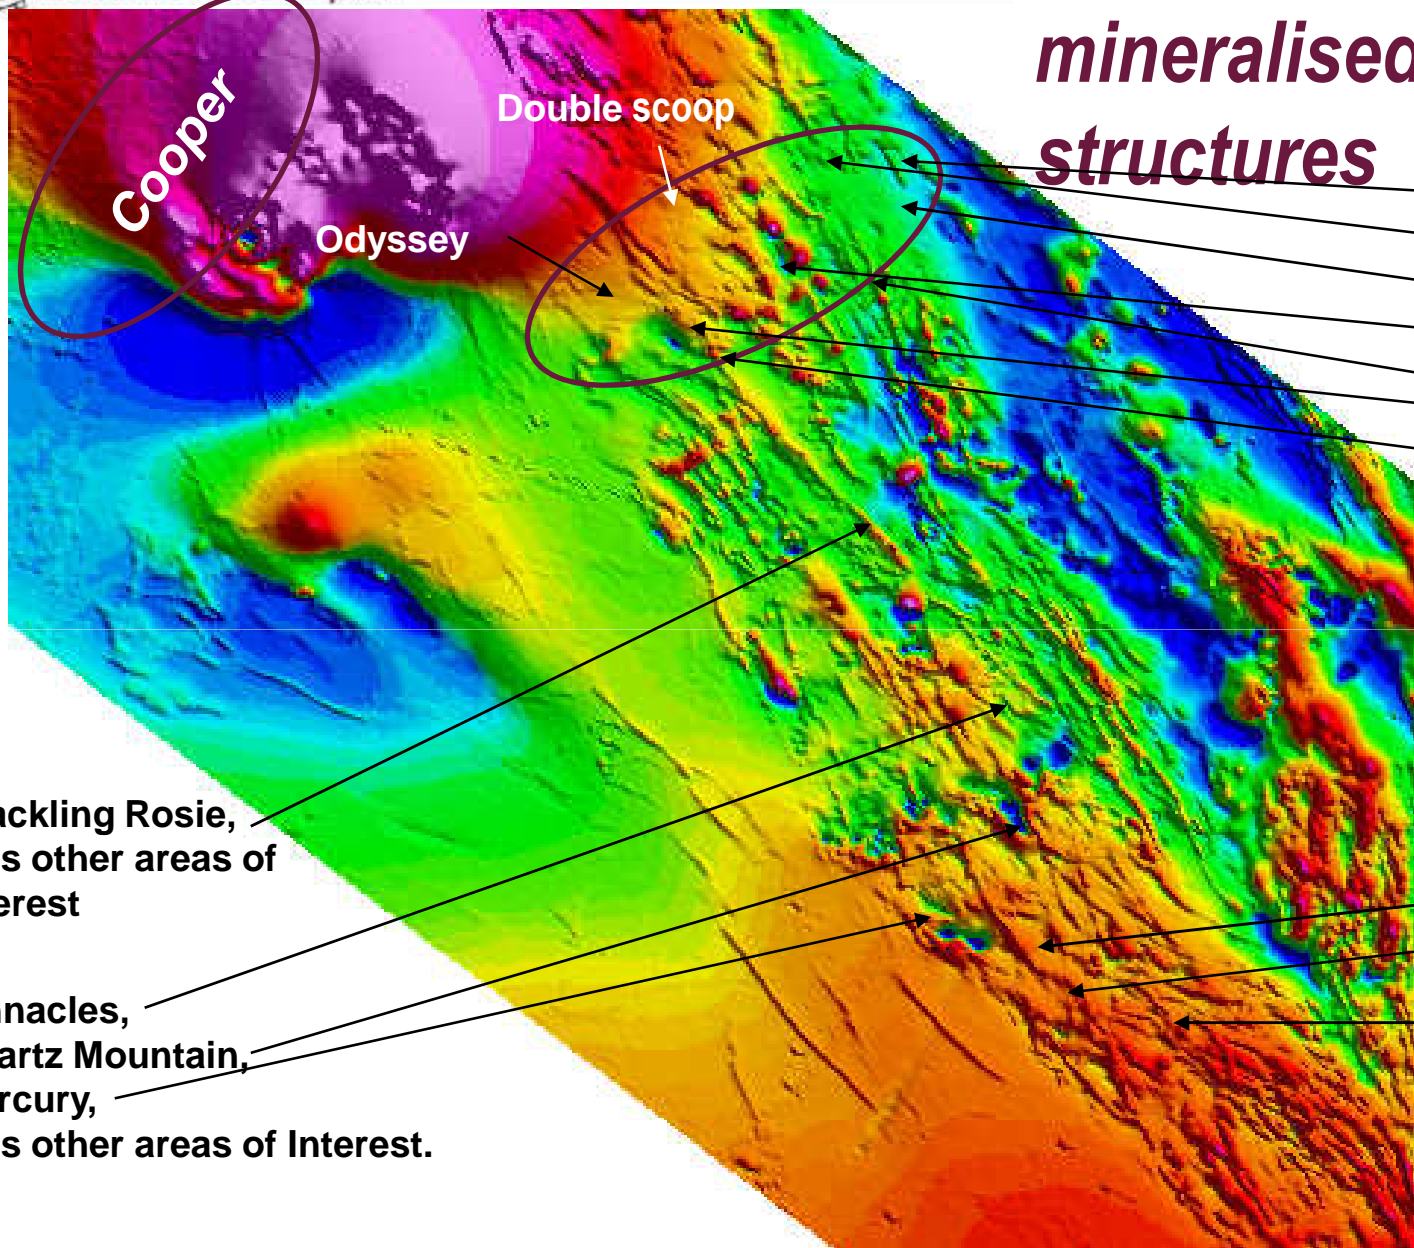 mineralised
structures
Cooper
Double scoop
Odyssey
ackling Rosie,
s other areas of
erest
nacles,
artz Mountain,
rcury,
s other areas of Interest.